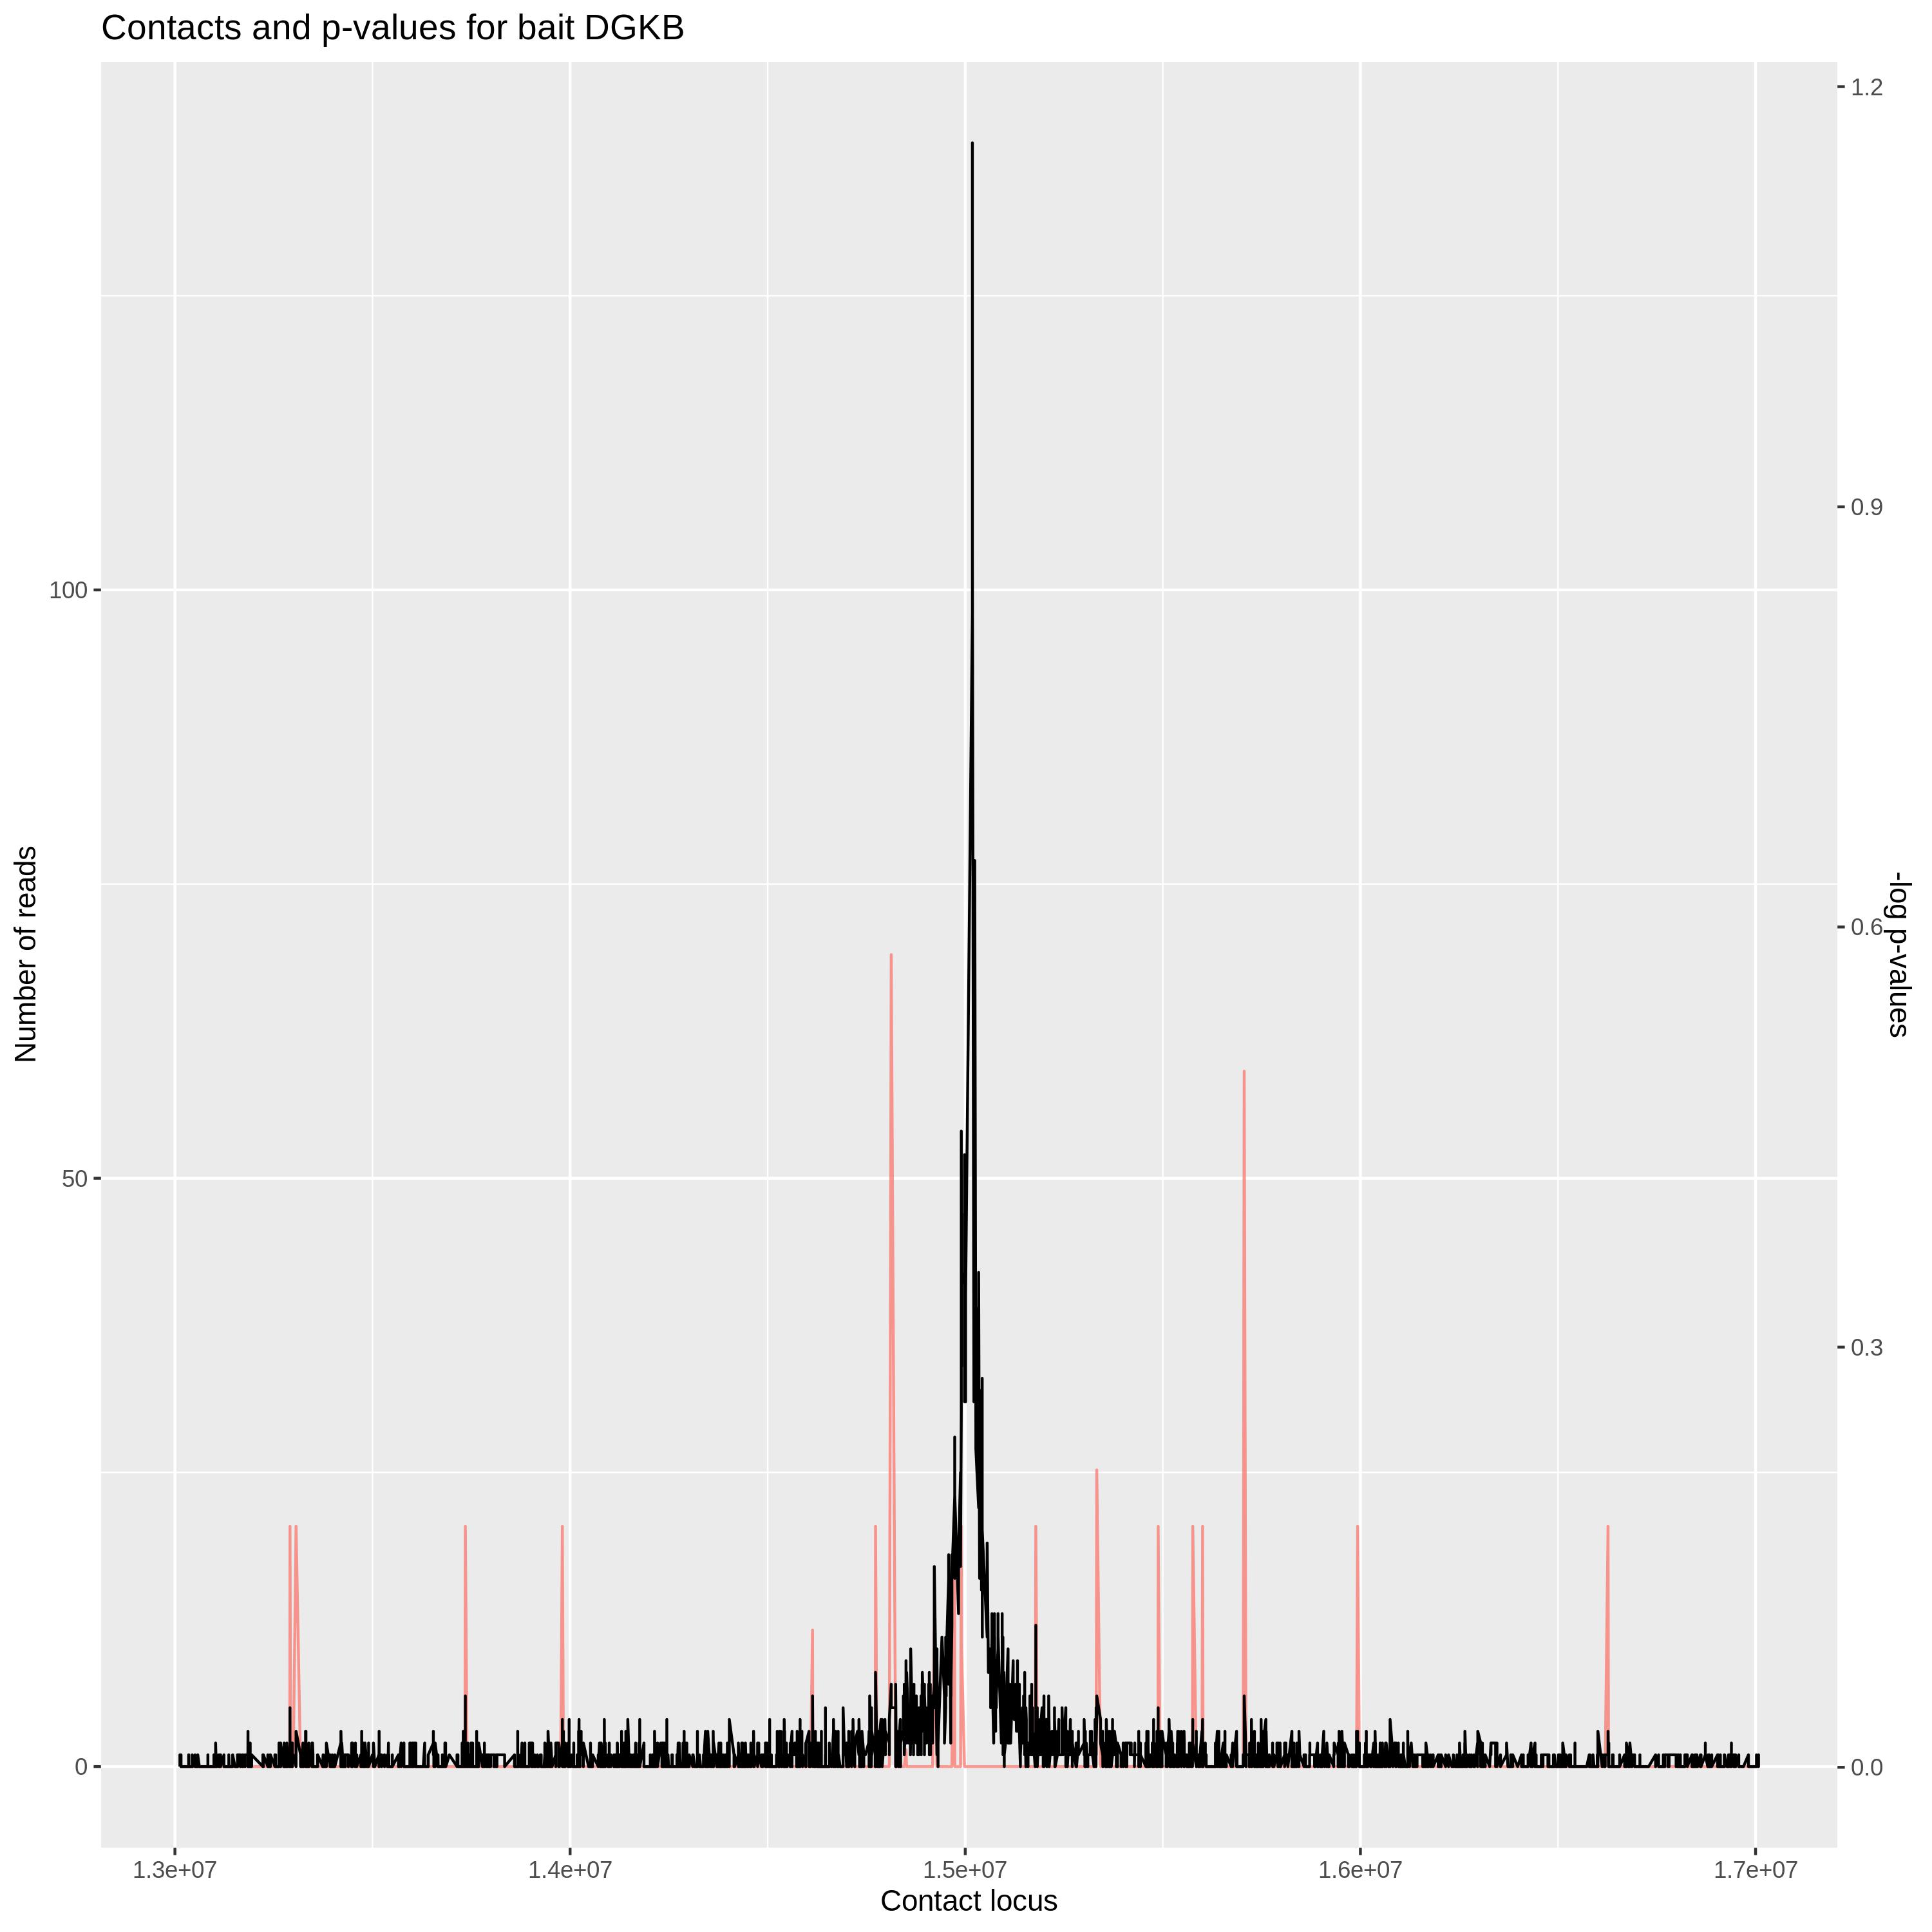 Contacts and p-values for bait DGKB
Number of reads
100
50
0
1.2
0.9
0.6
0.3
0.0
-log p-values
1.3e+07 1.4e+07 1.5e+07 1.6e+07 1.7e+07
Contact locus